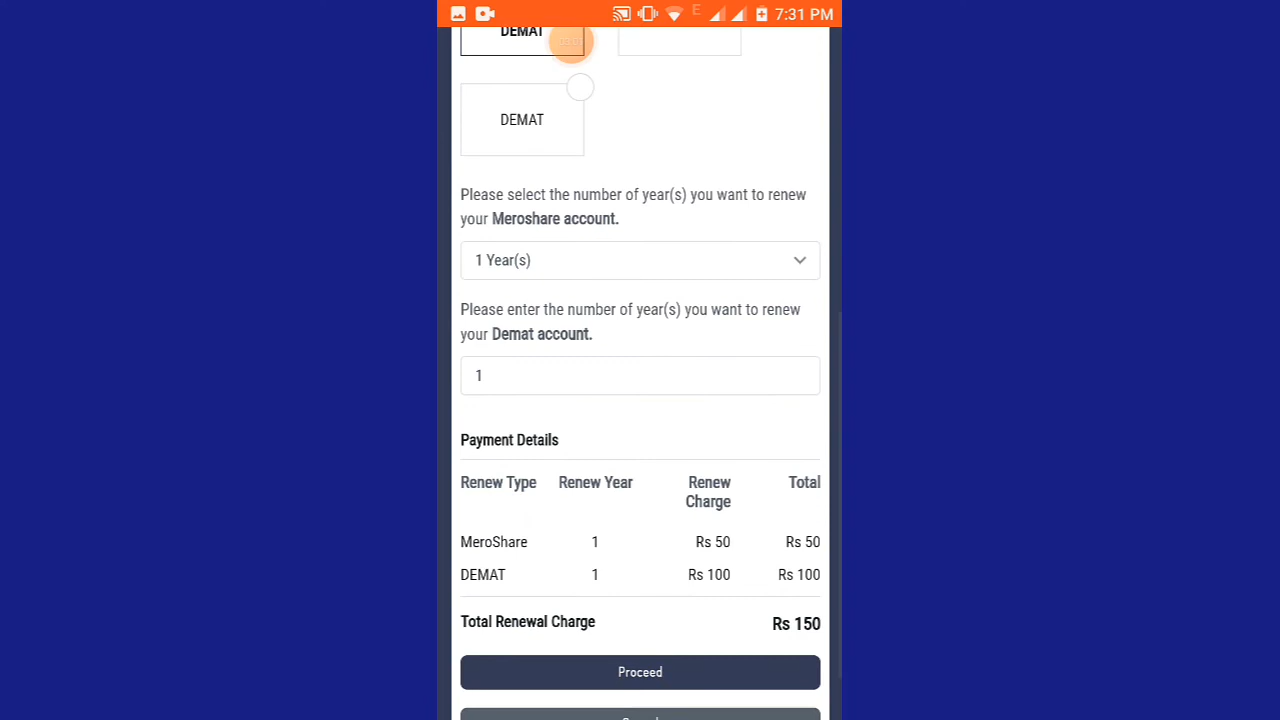 E 7:31 PM
DEMAT
DEMAT
Please select the number of year(s) you want to renew
your Meroshare account.
1 Year(s)
Please enter the number of year(s) you want to renew
your Demat account.
1
Payment Details
Renew Type Renew Year Renew Charge Total
MeroShare 1 Rs 50 Rs 50
DEMAT 1 Rs 100 Rs 100
Total Renewal Charge Rs 150
Proceed